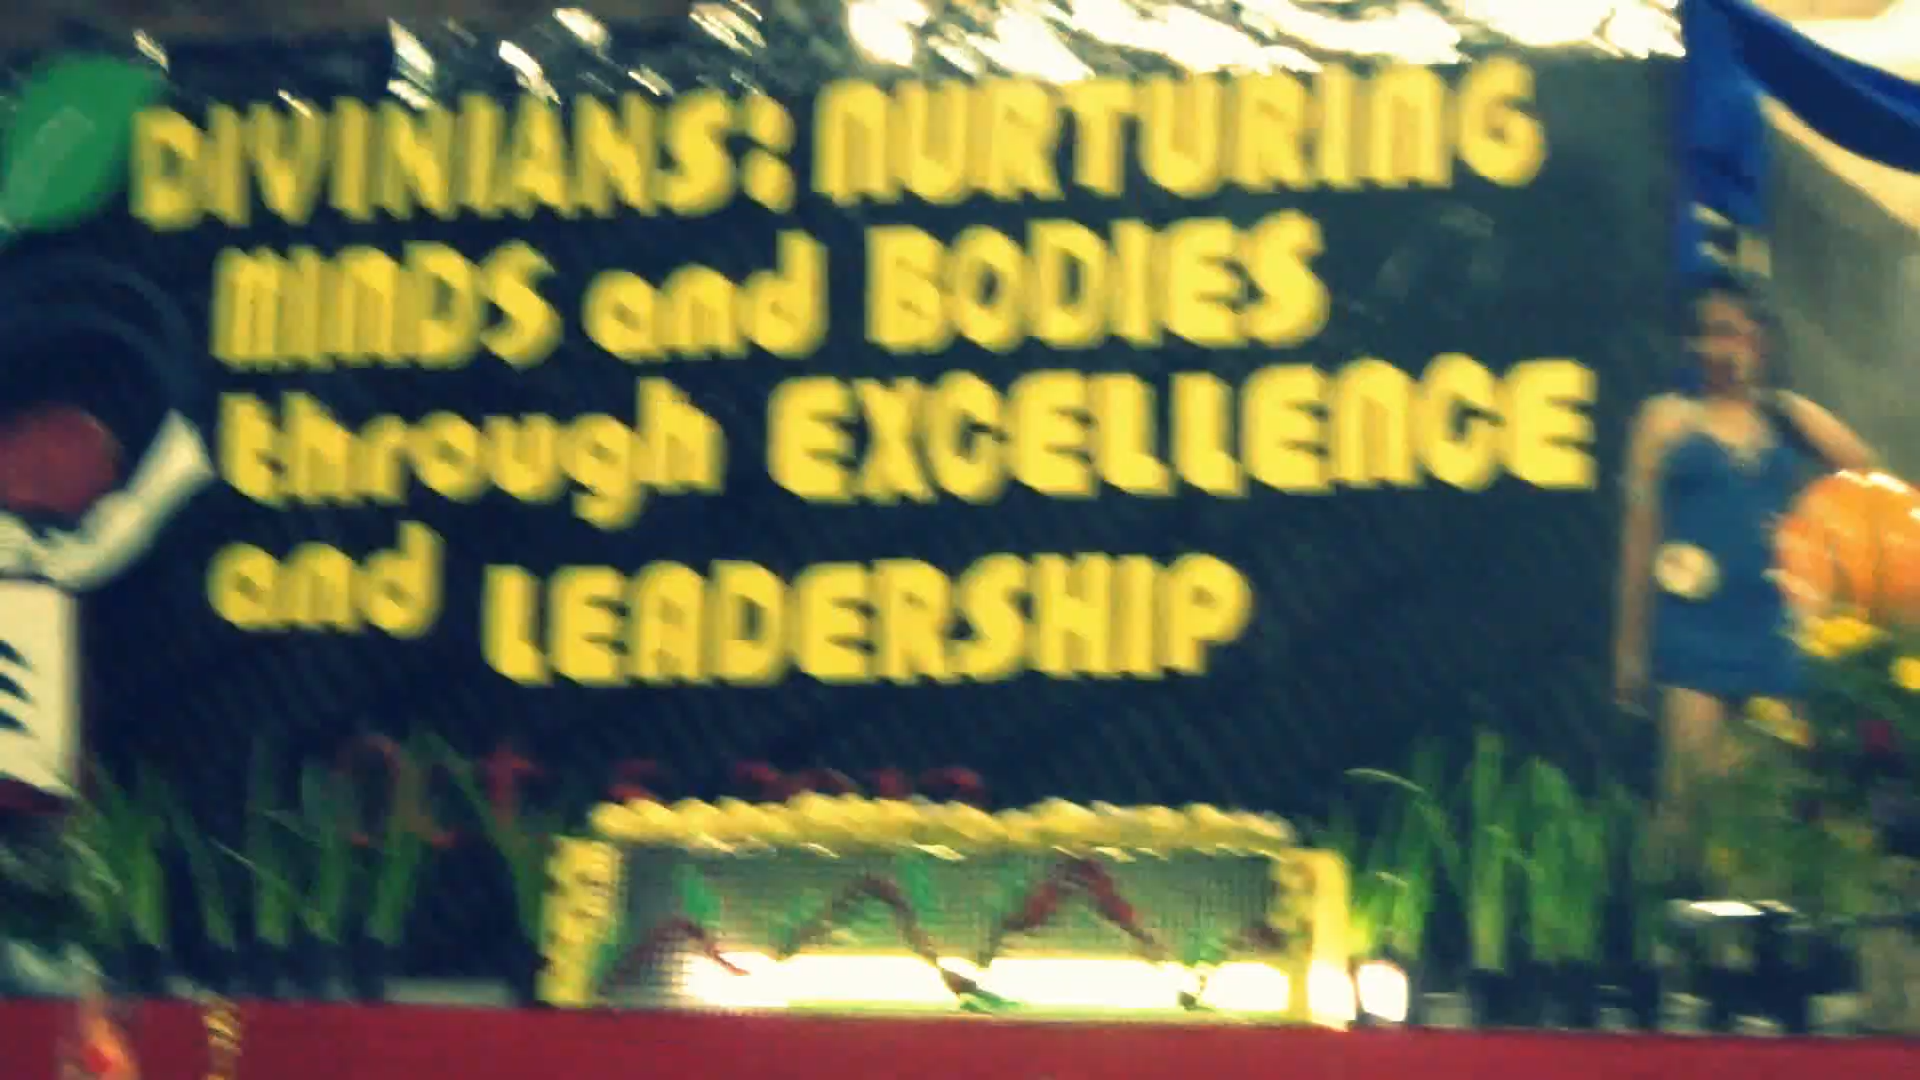 DIVINIANS: NURTURING
MINDS and BODIES
through EXCELLENCE
and LEADERSHIP